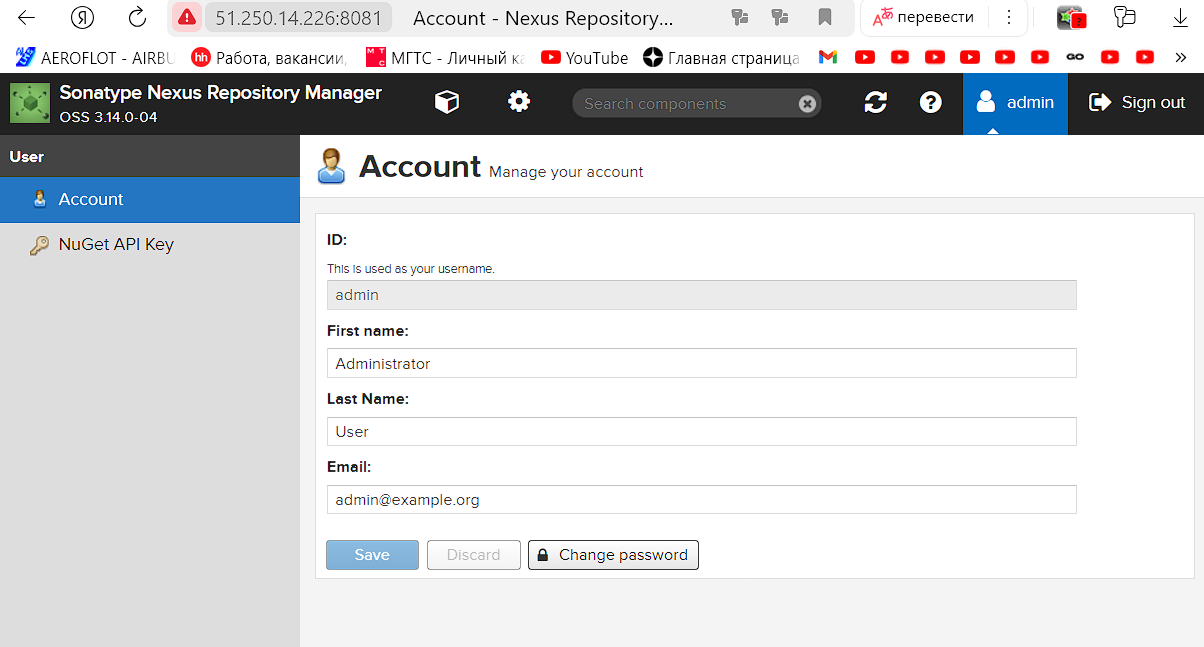 51.250.14.226:8081 Account - Nexus Repository... перевести
AEROFLOT - AIRBU hh Работа, вакансии, МГТС - Личный ка YouTube Главная страница GO
Sonatype Nexus Repository Manager
OSS 3.14.0-04
Search components
admin
Sign out
User
Account
NuGet API Key
Account Manage your account
ID:
This is used as your username.
admin
First name:
Administrator
Last Name:
User
Email:
admin@example.org
Save Discard Change password